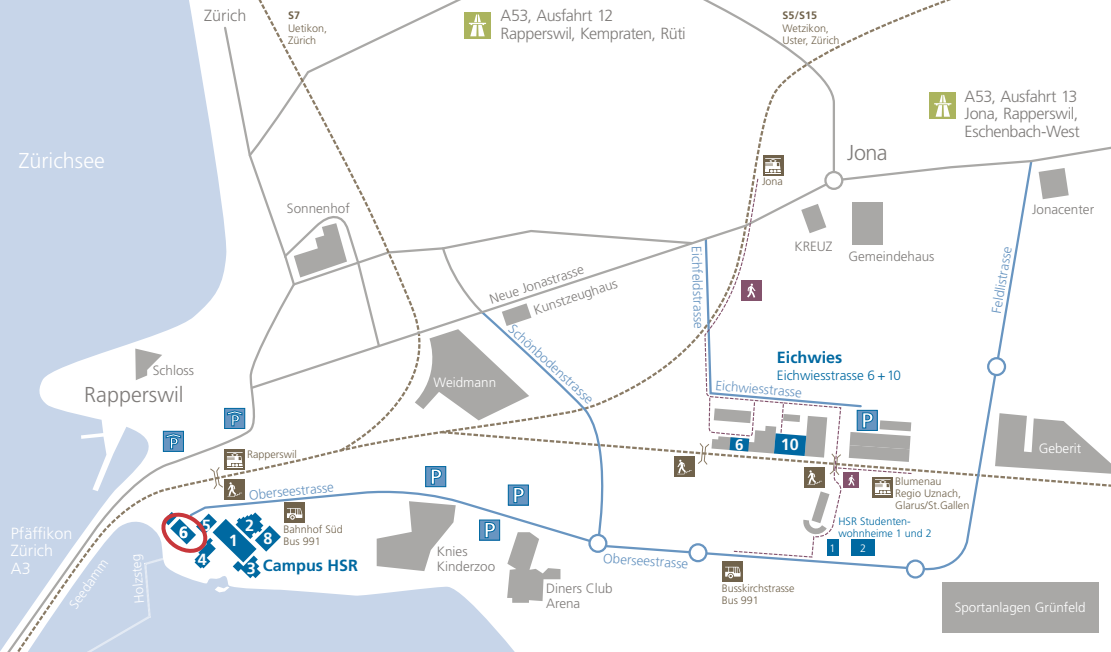 Zürich
S7
Uetikon,
Zürich
A53, Ausfahrt 12
Rapperswil, Kempraten, Rüti
S5/S15
Wetzikon,
Uster, Zürich
A53, Ausfahrt 13
Jona, Rapperswil,
Eschenbach-West
Zürichsee
Jona
Jona
Jonacenter
Sonnenhof
KREUZ
Gemeindehaus
Neue Jonastrasse
Kunstzeughaus
Eichfeldstrasse
Feldlistrasse
Schönbodenstrasse
Schloss
Rapperswil
Weidmann
Eichwies
Eichwiesstrasse 6 + 10
Eichwiesstrasse
P
P
P
6
10
Geberit
Rapperswil
Oberseestrasse
P
P
P
Blumenau
Regio Uznach,
Glarus/St.Gallen
Bahnhof Süd
Bus 991
6
5
2
1
8
4
3
Campus HSR
HSR Studenten-
wohnheime 1 und 2
1
2
Pfäffikon
Zürich
A3
Seedamm
Holzsteg
Knies
Kinderzoo
Oberseestrasse
Diners Club
Arena
Busskirchstrasse
Bus 991
Sportanlagen Grünfeld